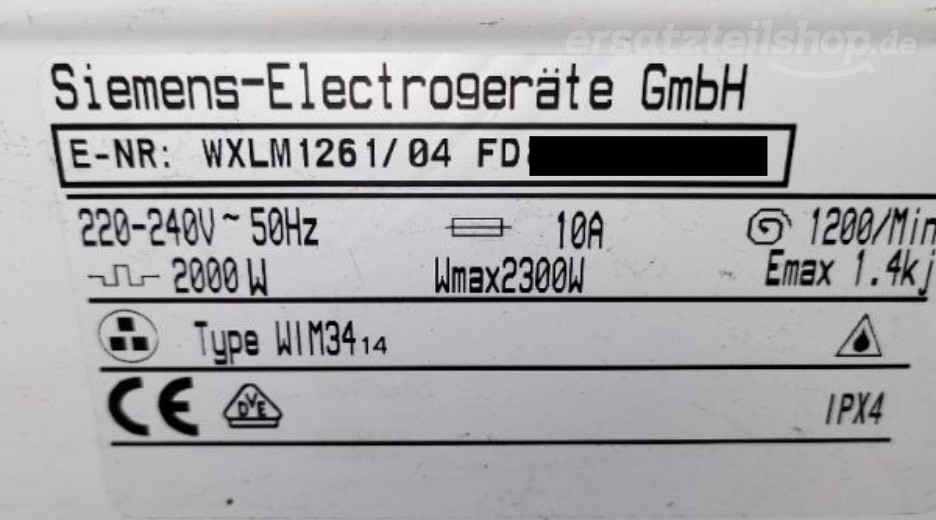 ersatzteilshop.de
Siemens-Electrogeräte GmbH
E-NR: WXLM1261/04 FD
220-240V~ 50Hz 10A 1200/Min
2000 W Wmax2300W Emax 1.4kj
Type WIM34 14
CE DVE IPX4